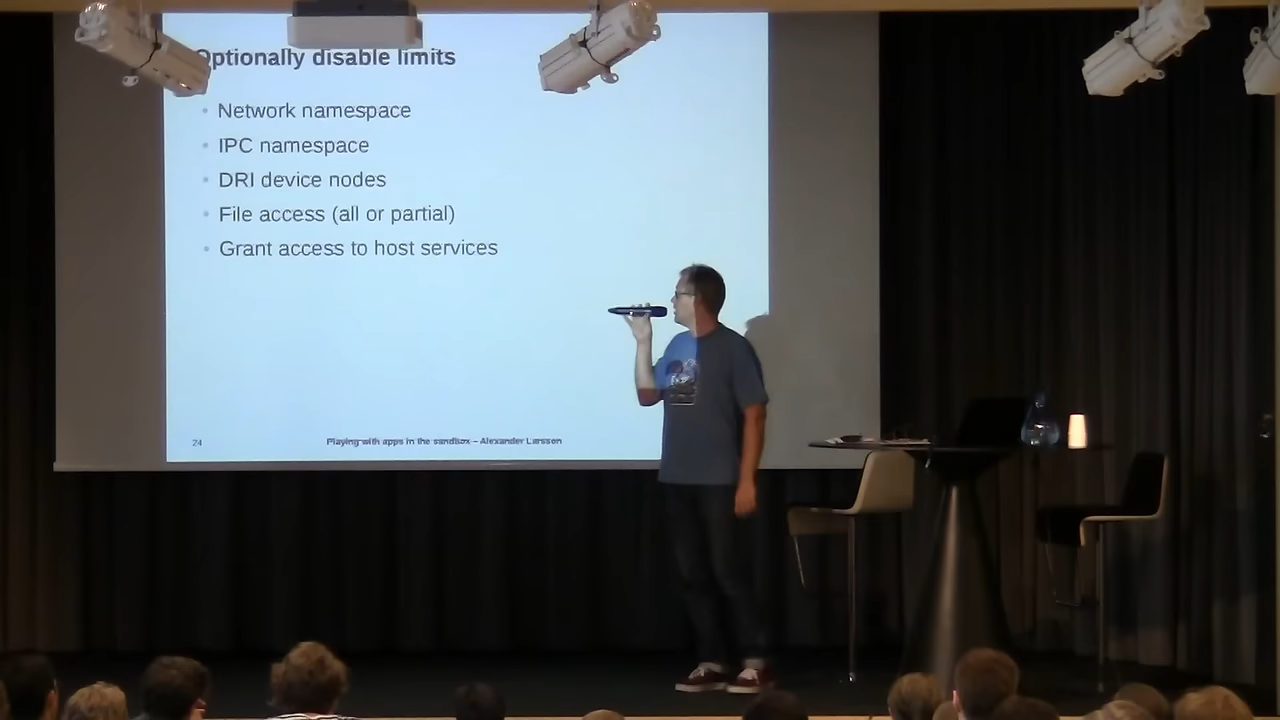 Optionally disable limits
Network namespace
IPC namespace
DRI device nodes
File access (all or partial)
Grant access to host services
24
Playing with apps in the sandbox – Alexander Larsson